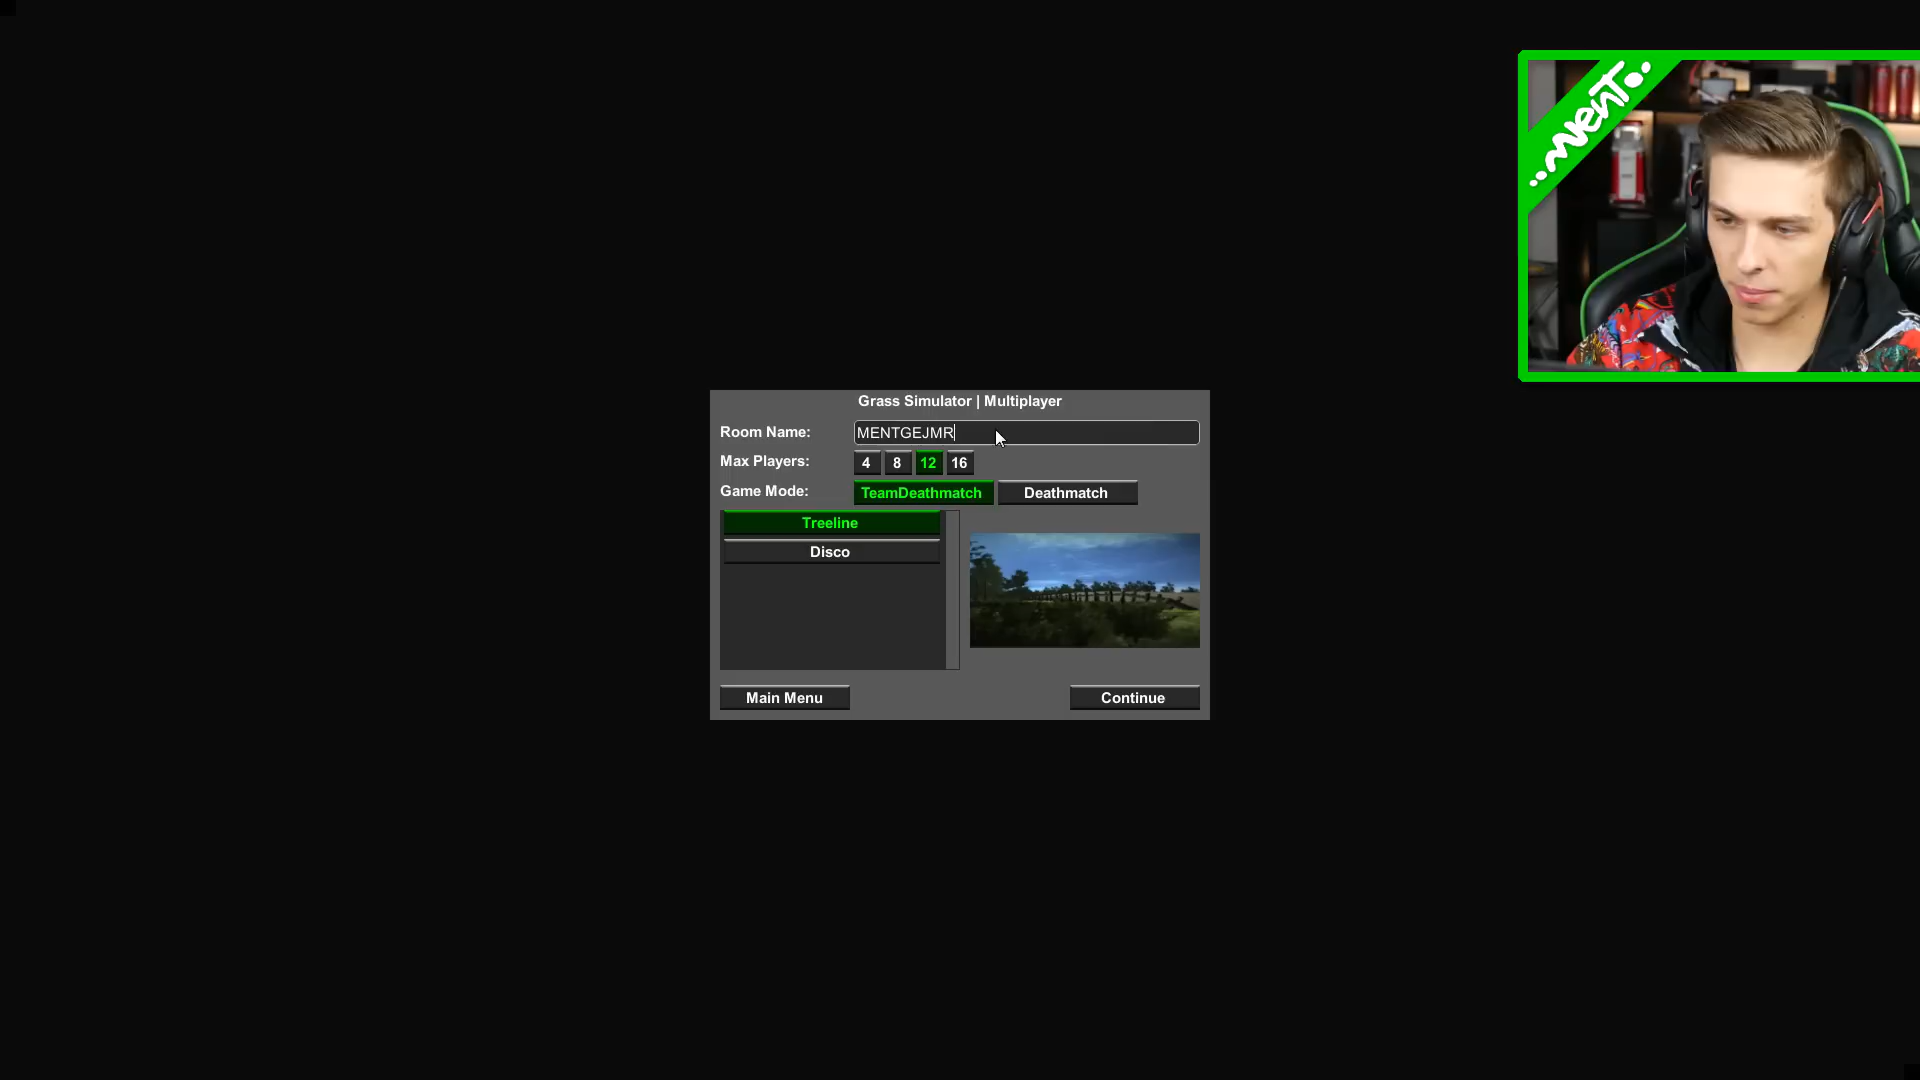 ..MENT..
Grass Simulator | Multiplayer
Room Name: MENTGEJMR
Max Players: 4 8 12 16
Game Mode: TeamDeathmatch Deathmatch
Treeline
Disco
Main Menu Continue